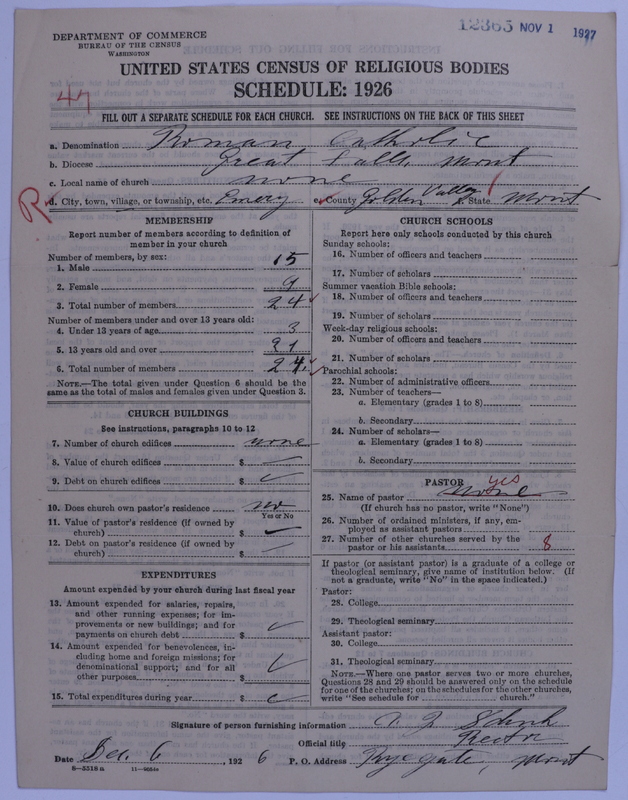 DEPARTMENT OF COMMERCE
BUREAU OF THE CENSUS
WASHINGTON
12365 NOV 1 1927
UNITED STATES CENSUS OF RELIGIOUS BODIES
SCHEDULE: 1926
47
FILL OUT A SEPARATE SCHEDULE FOR EACH CHURCH. SEE INSTRUCTIONS ON THE BACK OF THIS SHEET
a. Denomination Roman Catholic
b. Diocese Great Falls, Mont
c. Local name of church none
R
d. City, town, village, or township, etc. Emery e. County Golden Valley f. State Mont
MEMBERSHIP
Report number of members according to definition of
member in your church
Number of members, by sex:
1. Male 15
2. Female 9
3. Total number of members 24
Number of members under and over 13 years old:
4. Under 13 years of age 3
5. 13 years old and over 21
6. Total number of members 24
NOTE.—The total given under Question 6 should be
same as the total of males and females given under Question 3.
CHURCH BUILDINGS
See instructions, paragraphs 10 to 12
7. Number of church edifices none
8. Value of church edifices $
9. Debt on church edifices $
10. Does church own pastor's residence no
Yes or No
11. Value of pastor's residence (if owned by
church) $
12. Debt on pastor's residence (if owned by
church) $
EXPENDITURES
Amount expended by your church during last fiscal year
13. Amount expended for salaries, repairs,
and other running expenses; for im-
provements or new buildings; and for
payments on church debt $
14. Amount expended for benevolences, in-
cluding home and foreign missions; for
denominational support; and for all
other purposes $
15. Total expenditures during year $
CHURCH SCHOOLS
Report here only schools conducted by this church
Sunday schools:
16. Number of officers and teachers
17. Number of scholars
Summer vacation Bible schools:
18. Number of officers and teachers
19. Number of scholars
Week-day religious schools:
20. Number of officers and teachers
21. Number of scholars
Parochial schools:
22. Number of administrative officers
23. Number of teachers—
a. Elementary (grades 1 to 8)
b. Secondary
24. Number of scholars—
a. Elementary (grades 1 to 8)
b. Secondary
PASTOR yes
25. Name of pastor None
(If church has no pastor, write "None")
26. Number of ordained ministers, if any, em-
ployed as assistant pastors
27. Number of other churches served by the
pastor or his assistants 8
If pastor (or assistant pastor) is a graduate of a college or
theological seminary, give name of institution below. (If
not a graduate, write "No" in the space indicated.)
Pastor:
28. College
29. Theological seminary
Assistant pastor:
30. College
31. Theological seminary
NOTE.—Where one pastor serves two or more churches,
Questions 28 and 29 should be answered only on the schedule
for one of the churches; on the schedules for the other churches,
write "See schedule for church."
Signature of person furnishing information
Official title Rector
Date Dec. 6, 1926 P. O. Address Ryegate, Mont
8—5518 a 11—9084a